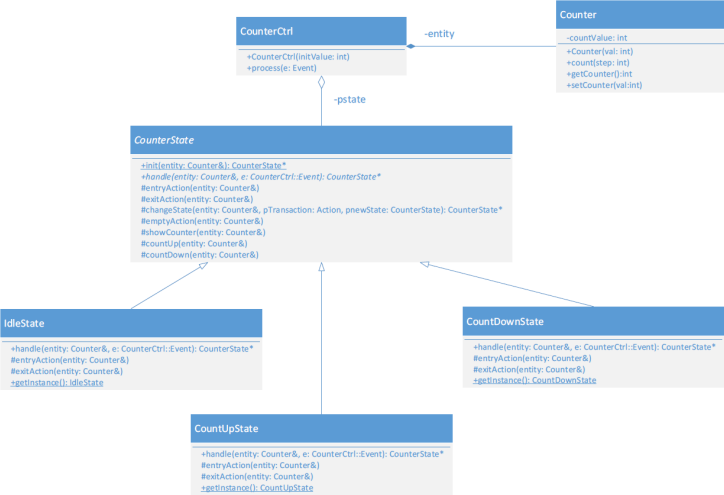 CounterCtrl
+CounterCtrl(initValue: int)
+process(e: Event)
-entity
Counter
-countValue: int
+Counter(val: int)
+count(step: int)
+getCounter():int
+setCounter(val:int)
-pstate
CounterState
+init(entity: Counter&): CounterState*
+handle(entity: Counter&, e: CounterCtrl::Event): CounterState*
#entryAction(entity: Counter&)
#exitAction(entity: Counter&)
#changeState(entity: Counter&, pTransaction: Action, pnewState: CounterState): CounterState*
#emptyAction(entity: Counter&)
#showCounter(entity: Counter&)
#countUp(entity: Counter&)
#countDown(entity: Counter&)
IdleState
+handle(entity: Counter&, e: CounterCtrl::Event): CounterState*
#entryAction(entity: Counter&)
#exitAction(entity: Counter&)
+getInstance(): IdleState
CountDownState
+handle(entity: Counter&, e: CounterCtrl::Event): CounterState*
#entryAction(entity: Counter&)
#exitAction(entity: Counter&)
+getInstance(): CountDownState
CountUpState
+handle(entity: Counter&, e: CounterCtrl::Event): CounterState*
#entryAction(entity: Counter&)
#exitAction(entity: Counter&)
+getInstance(): CountUpState